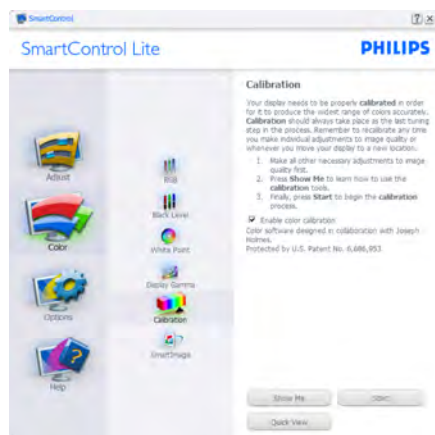 SmartControl
SmartControl Lite
PHILIPS
Adjust
Color
Options
Help
RGB
Black Level
White Point
Display Gamma
Calibration
SmartImage
Calibration
Your display needs to be properly calibrated in order
for it to produce the widest range of colors accurately.
Calibration should always take place as the last tuning
step in the process. Remember to recalibrate any time
you make individual adjustments to image quality or
whenever you move your display to a new location.
1. Make all other necessary adjustments to image
quality first.
2. Press Show Me to learn how to use the
calibration tools.
3. Finally, press Start to begin the calibration
process.
Enable color calibration
Color software designed in collaboration with Joseph
Holmes.
Protected by U.S. Patent No. 6,686,953
Show Me
Start
Quick View